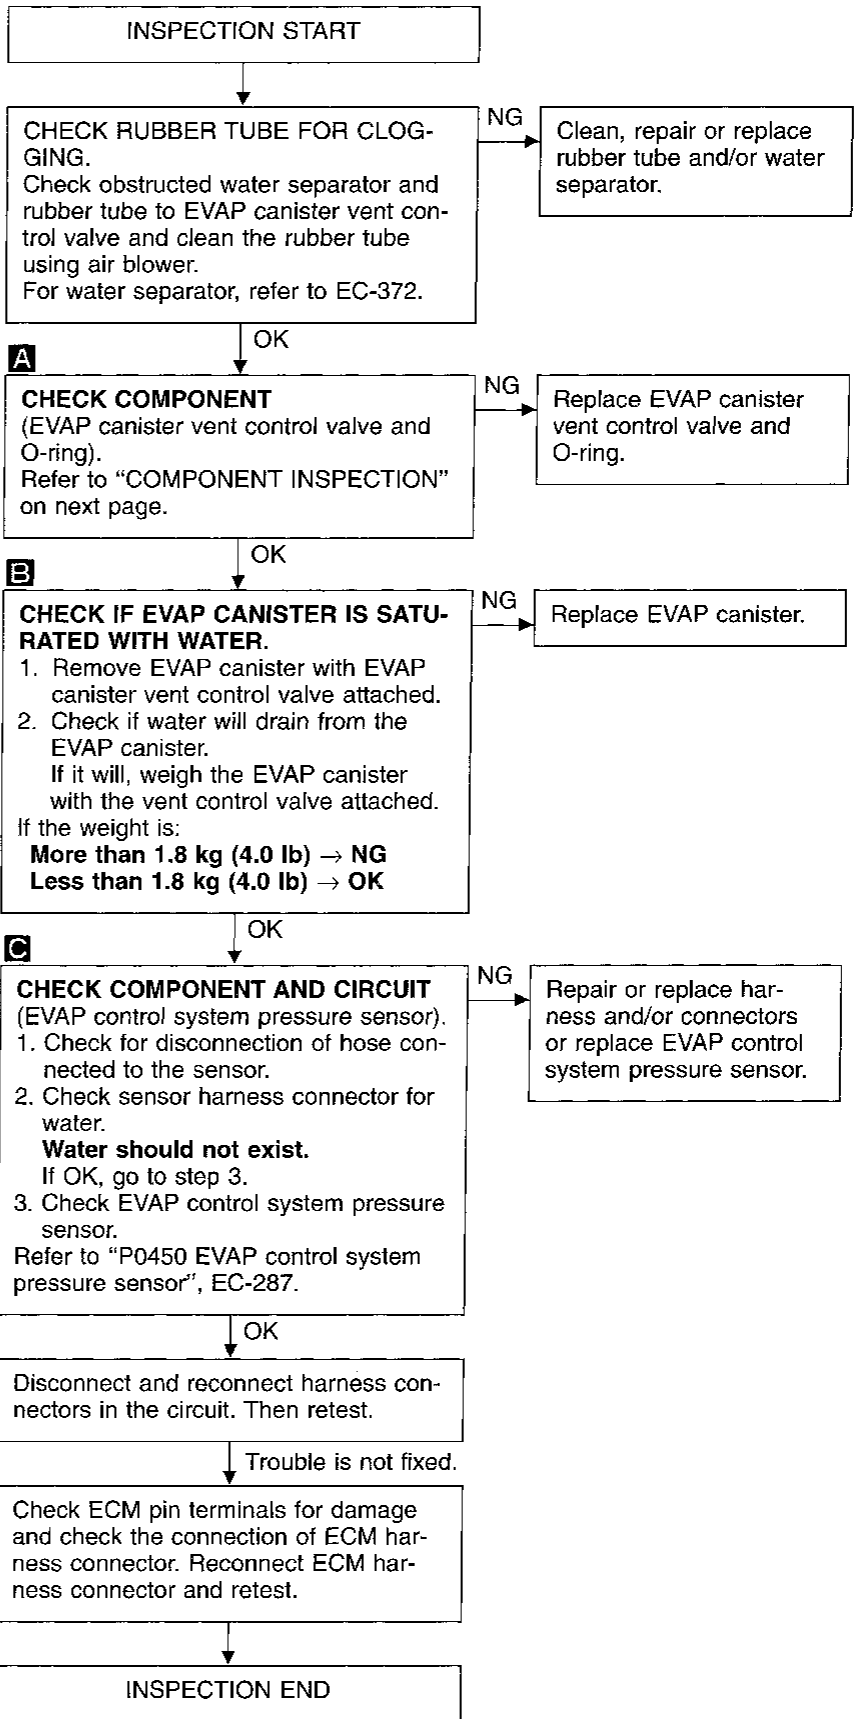 INSPECTION START
CHECK RUBBER TUBE FOR CLOG-
GING.
Check obstructed water separator and
rubber tube to EVAP canister vent con-
trol valve and clean the rubber tube
using air blower.
For water separator, refer to EC-372.
NG
Clean, repair or replace
rubber tube and/or water
separator.
OK
A
CHECK COMPONENT
(EVAP canister vent control valve and
O-ring).
Refer to “COMPONENT INSPECTION”
on next page.
NG
Replace EVAP canister
vent control valve and
O-ring.
OK
B
CHECK IF EVAP CANISTER IS SATU-
RATED WITH WATER.
1. Remove EVAP canister with EVAP
canister vent control valve attached.
2. Check if water will drain from the
EVAP canister.
If it will, weigh the EVAP canister
with the vent control valve attached.
If the weight is:
More than 1.8 kg (4.0 lb) → NG
Less than 1.8 kg (4.0 lb) → OK
NG
Replace EVAP canister.
OK
C
CHECK COMPONENT AND CIRCUIT
(EVAP control system pressure sensor).
1. Check for disconnection of hose con-
nected to the sensor.
2. Check sensor harness connector for
water.
Water should not exist.
If OK, go to step 3.
3. Check EVAP control system pressure
sensor.
Refer to “P0450 EVAP control system
pressure sensor”, EC-287.
NG
Repair or replace har-
ness and/or connectors
or replace EVAP control
system pressure sensor.
OK
Disconnect and reconnect harness con-
nectors in the circuit. Then retest.
Trouble is not fixed.
Check ECM pin terminals for damage
and check the connection of ECM har-
ness connector. Reconnect ECM har-
ness connector and retest.
INSPECTION END